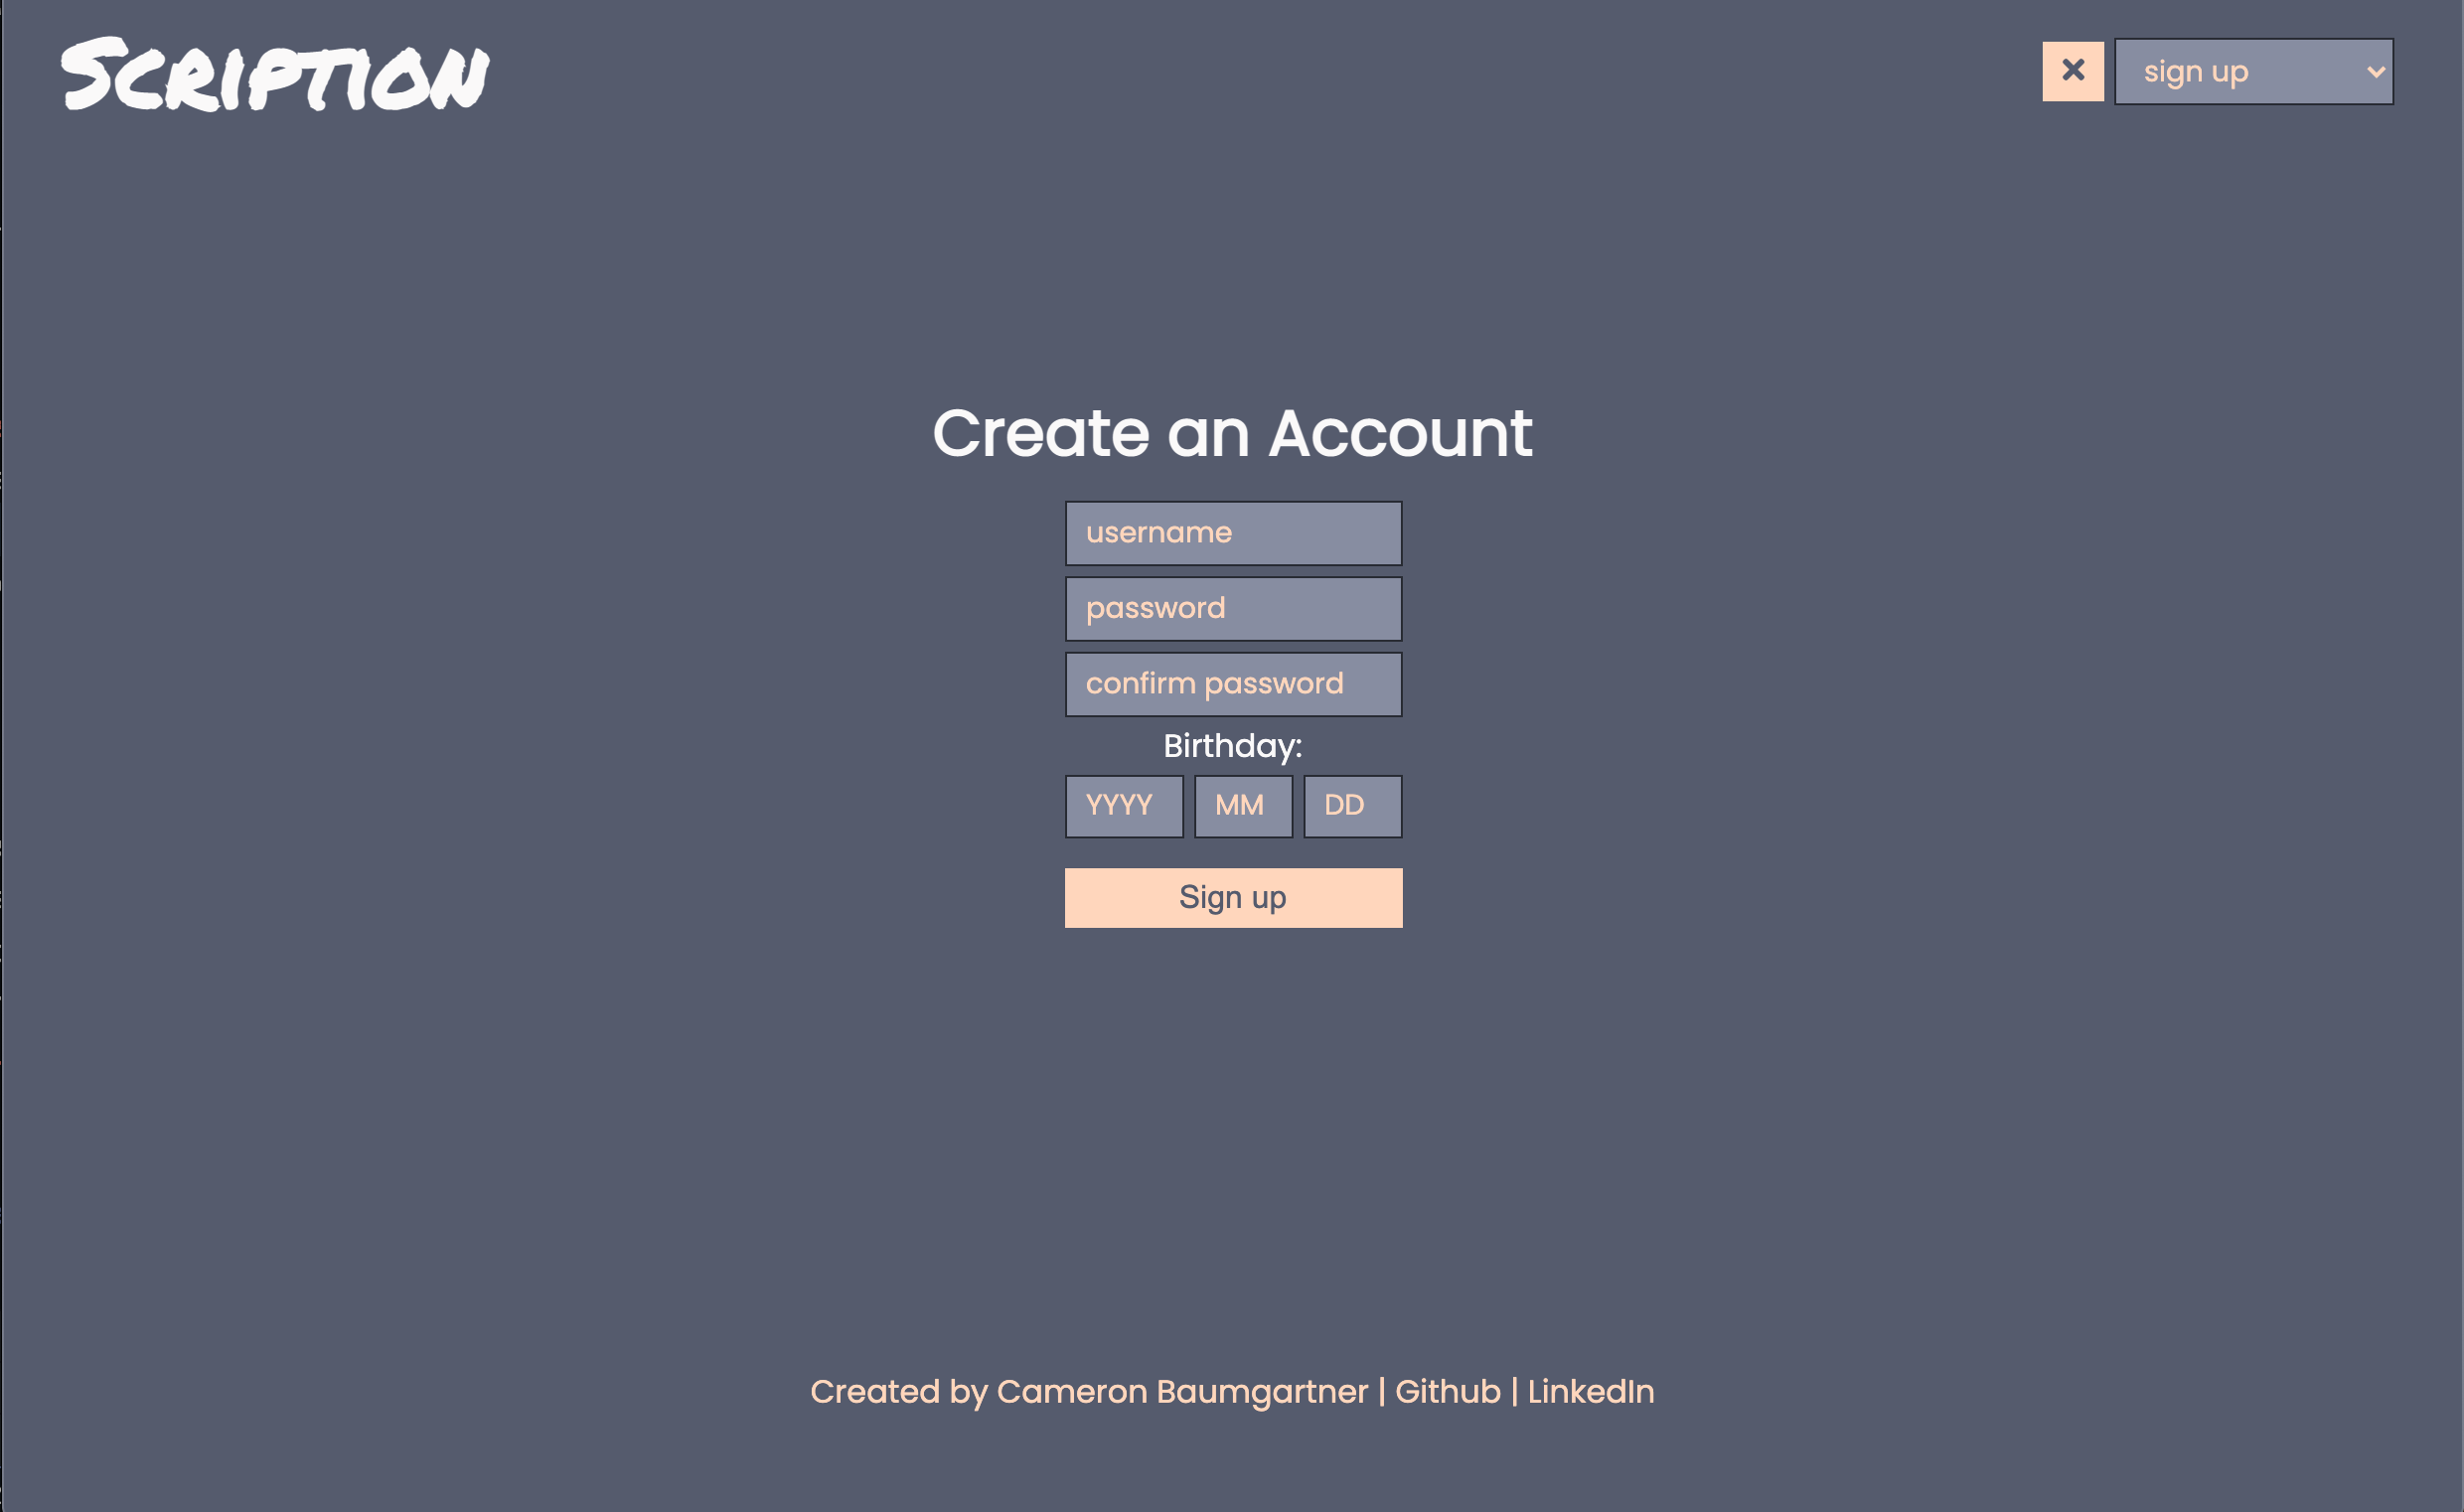 SCRIPTION
sign up
Create an Account
username
password
confirm password
Birthday:
YYYY MM DD
Sign up
Created by Cameron Baumgartner | Github | LinkedIn